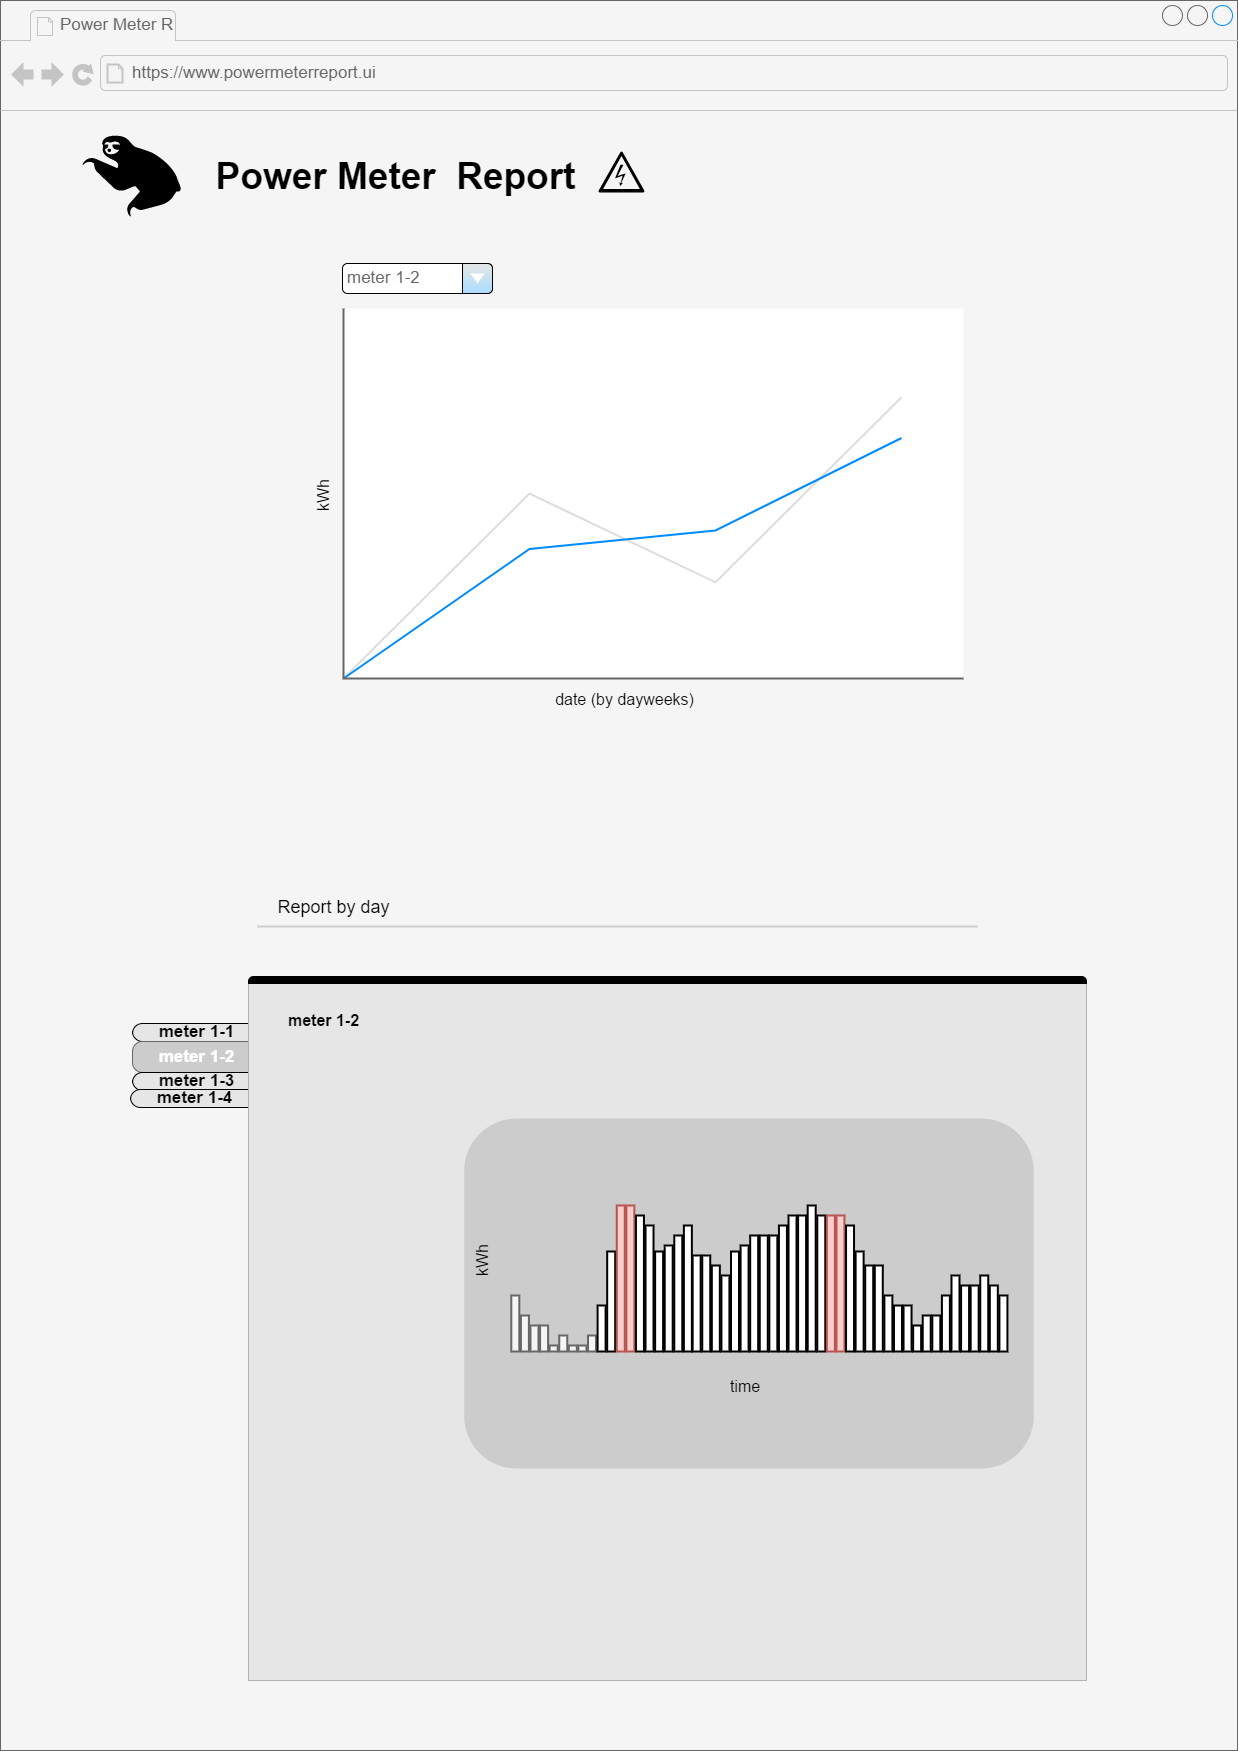 Power Meter R
https://www.powermeterreport.ui
Power Meter  Report
meter 1-2
kWh
date (by dayweeks)
Report by day
meter 1-2
meter 1-1
meter 1-2
meter 1-3
meter 1-4
kWh
time